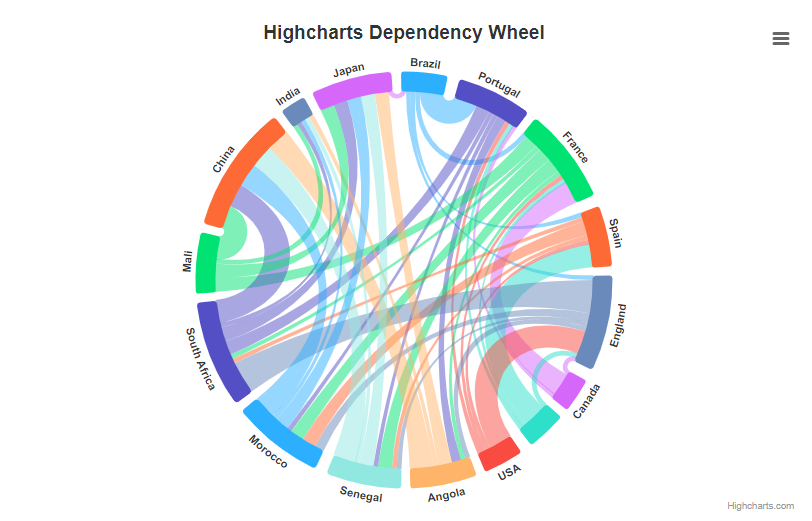 Highcharts Dependency Wheel
Brazil
Portugal
France
Spain
England
Canada
USA
Angola
Senegal
Morocco
South Africa
Mali
China
India
Japan
Highcharts.com